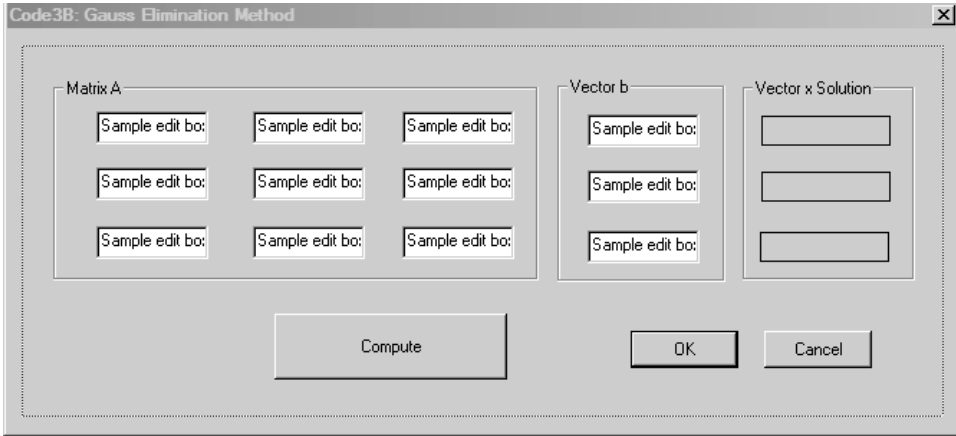 Code3B: Gauss Elimination Method
Matrix A
Vector b
Vector x Solution
Sample edit bo: Sample edit bo: Sample edit bo: Sample edit bo:
Sample edit bo: Sample edit bo: Sample edit bo: Sample edit bo:
Sample edit bo: Sample edit bo: Sample edit bo: Sample edit bo:
Compute
OK
Cancel